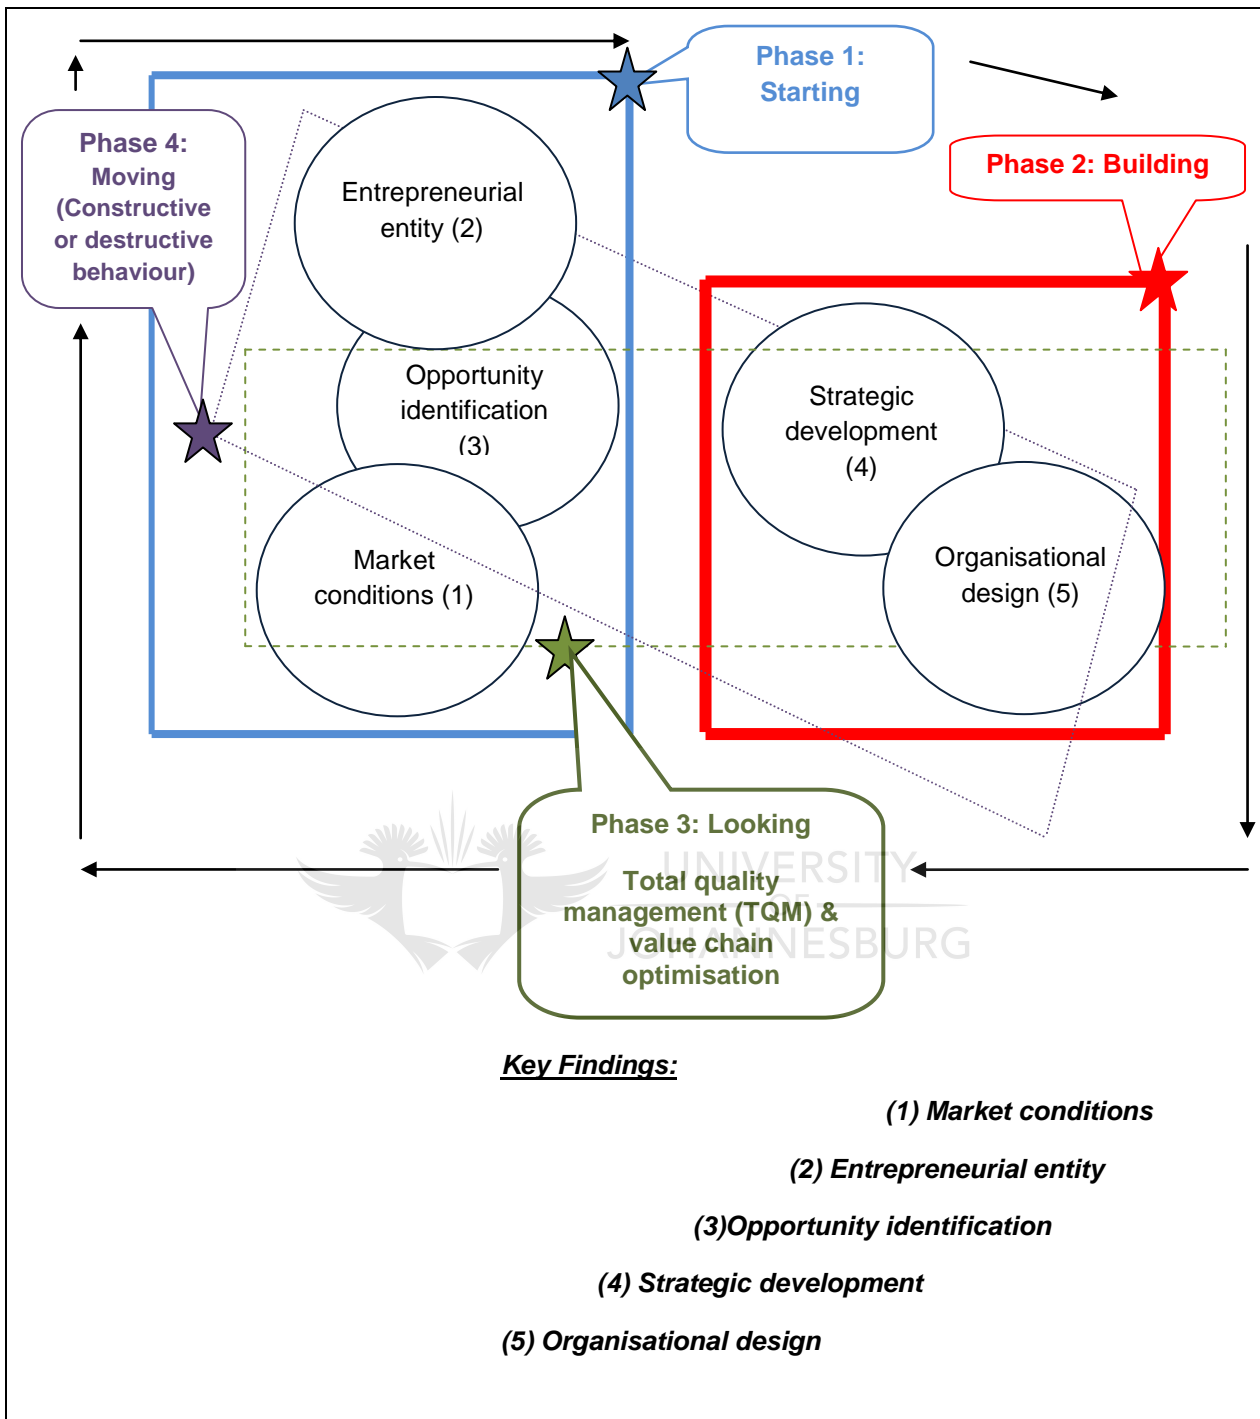 Phase 1:
Starting
Phase 4:
Moving
(Constructive
or destructive
behaviour)
Phase 2: Building
Entrepreneurial
entity (2)
Opportunity
identification
(3)
Strategic
development
(4)
Market
conditions (1)
Organisational
design (5)
Phase 3: Looking
Total quality
management (TQM) &
value chain
optimisation
UNIVERSITY
OF
JOHANNESBURG
Key Findings:
(1) Market conditions
(2) Entrepreneurial entity
(3)Opportunity identification
(4) Strategic development
(5) Organisational design